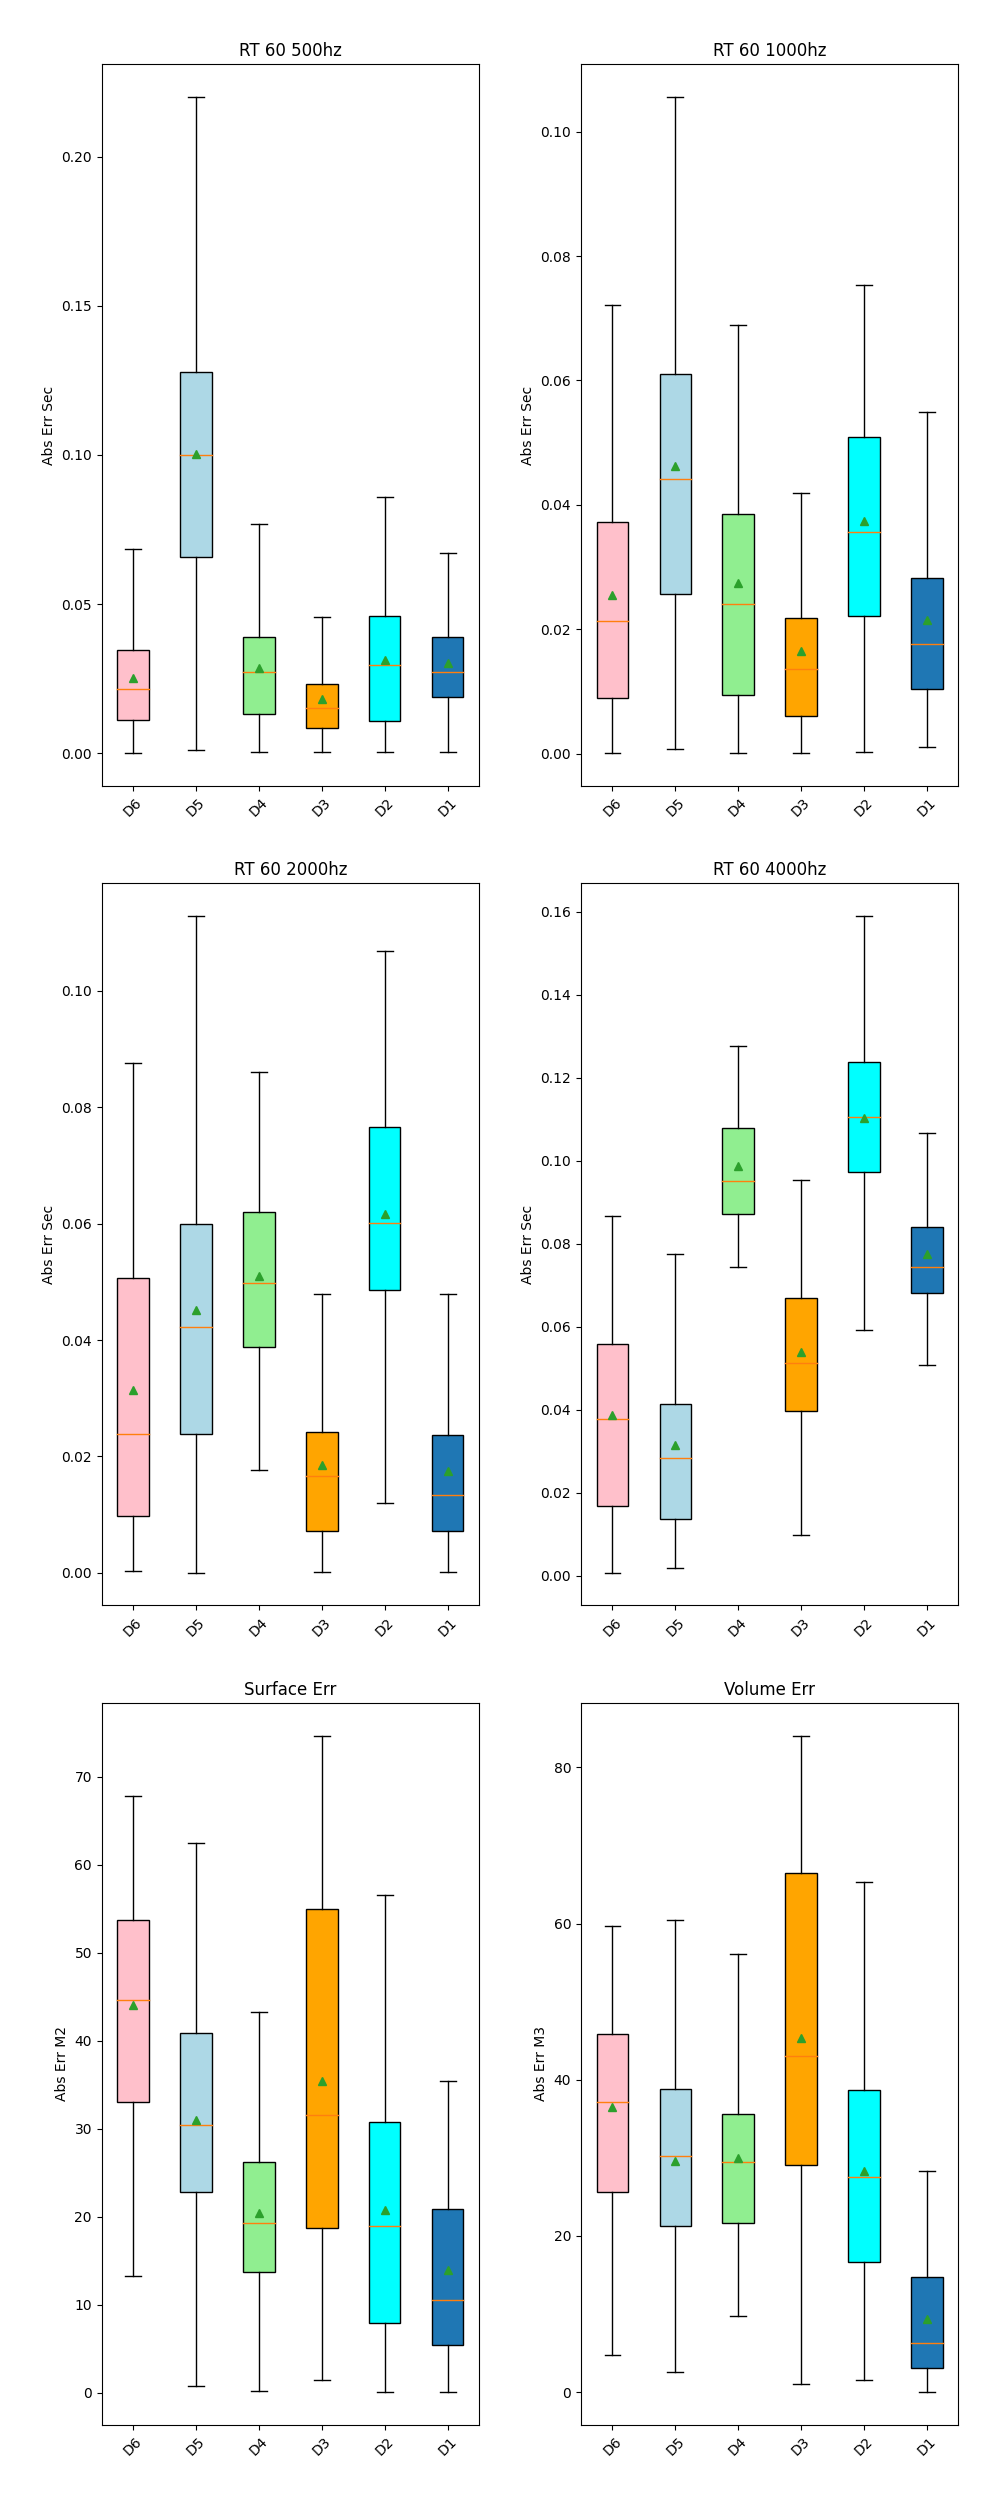 RT 60 500hz
Abs Err Sec
0.20
0.15
0.10
0.05
0.00
D6 D5 D4 D3 D2 D1
RT 60 1000hz
Abs Err Sec
0.10
0.08
0.06
0.04
0.02
0.00
D6 D5 D4 D3 D2 D1
RT 60 2000hz
Abs Err Sec
0.10
0.08
0.06
0.04
0.02
0.00
D6 D5 D4 D3 D2 D1
RT 60 4000hz
Abs Err Sec
0.16
0.14
0.12
0.10
0.08
0.06
0.04
0.02
0.00
D6 D5 D4 D3 D2 D1
Surface Err
Abs Err M2
70
60
50
40
30
20
10
0
D6 D5 D4 D3 D2 D1
Volume Err
Abs Err M3
80
60
40
20
0
D6 D5 D4 D3 D2 D1